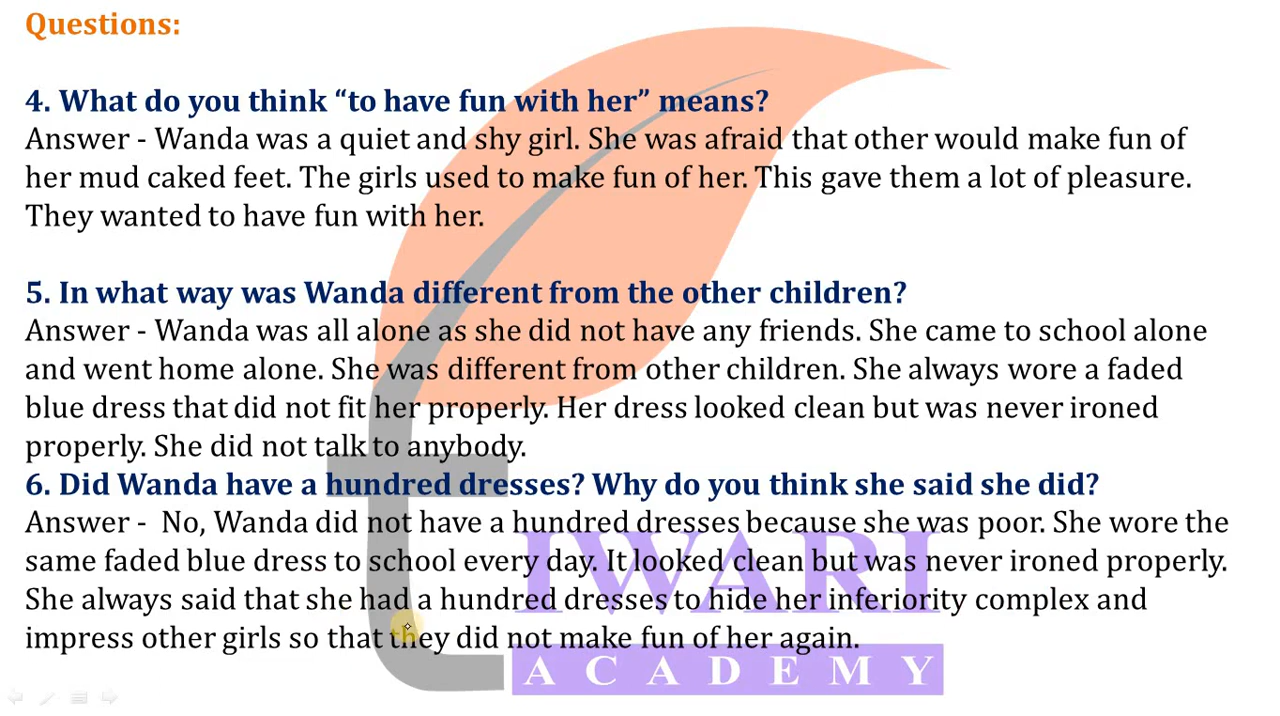 Questions:
4. What do you think “to have fun with her” means?
Answer - Wanda was a quiet and shy girl. She was afraid that other would make fun of
her mud caked feet. The girls used to make fun of her. This gave them a lot of pleasure.
They wanted to have fun with her.
5. In what way was Wanda different from the other children?
Answer - Wanda was all alone as she did not have any friends. She came to school alone
and went home alone. She was different from other children. She always wore a faded
blue dress that did not fit her properly. Her dress looked clean but was never ironed
properly. She did not talk to anybody.
6. Did Wanda have a hundred dresses? Why do you think she said she did?
Answer -  No, Wanda did not have a hundred dresses because she was poor. She wore the
same faded blue dress to school every day. It looked clean but was never ironed properly.
She always said that she had a hundred dresses to hide her inferiority complex and
impress other girls so that they did not make fun of her again.
IWARI
ACADEMY